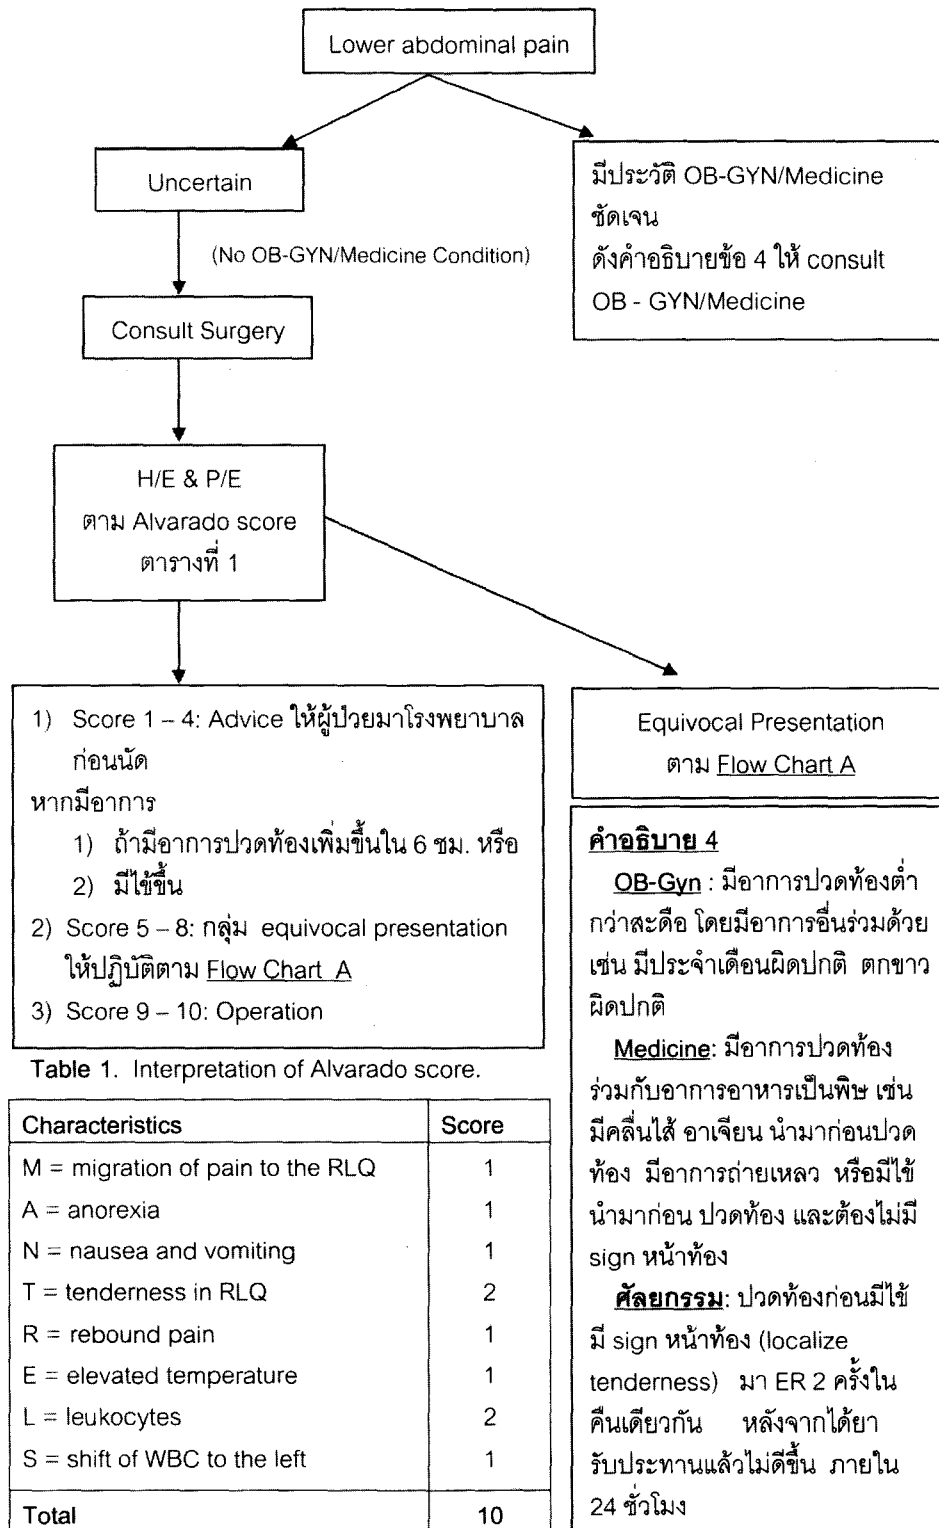 Lower abdominal pain
Uncertain
มีประวัติ OB-GYN/Medicine
ชัดเจน
ดังคำอธิบายข้อ 4 ให้ consult
OB - GYN/Medicine
(No OB-GYN/Medicine Condition)
Consult Surgery
H/E & P/E
ตาม Alvarado score
ตารางที่ 1
1) Score 1 – 4: Advice ให้ผู้ป่วยมาโรงพยาบาล
ก่อนนัด
หากมีอาการ
1) ถ้ามีอาการปวดท้องเพิ่มขึ้นใน 6 ชม. หรือ
2) มีไข้ขึ้น
2) Score 5 – 8: กลุ่ม equivocal presentation
ให้ปฏิบัติตาม Flow Chart A
3) Score 9 – 10: Operation
Equivocal Presentation
ตาม Flow Chart A
คำอธิบาย 4
OB-Gyn : มีอาการปวดท้องต่ำ
กว่าสะดือ โดยมีอาการอื่นร่วมด้วย
เช่น มีประจำเดือนผิดปกติ ตกขาว
ผิดปกติ
Medicine: มีอาการปวดท้อง
ร่วมกับอาการอาหารเป็นพิษ เช่น
มีคลื่นไส้ อาเจียน นำมาก่อนปวด
ท้อง มีอาการถ่ายเหลว หรือมีไข้
นำมาก่อน ปวดท้อง และต้องไม่มี
sign หน้าท้อง
ศัลยกรรม: ปวดท้องก่อนมีไข้
มี sign หน้าท้อง (localize
tenderness) มา ER 2 ครั้งใน
คืนเดียวกัน หลังจากได้ยา
รับประทานแล้วไม่ดีขึ้น ภายใน
24 ชั่วโมง
Table 1. Interpretation of Alvarado score.
Characteristics Score
M = migration of pain to the RLQ 1
A = anorexia 1
N = nausea and vomiting 1
T = tenderness in RLQ 2
R = rebound pain 1
E = elevated temperature 1
L = leukocytes 2
S = shift of WBC to the left 1
Total 10